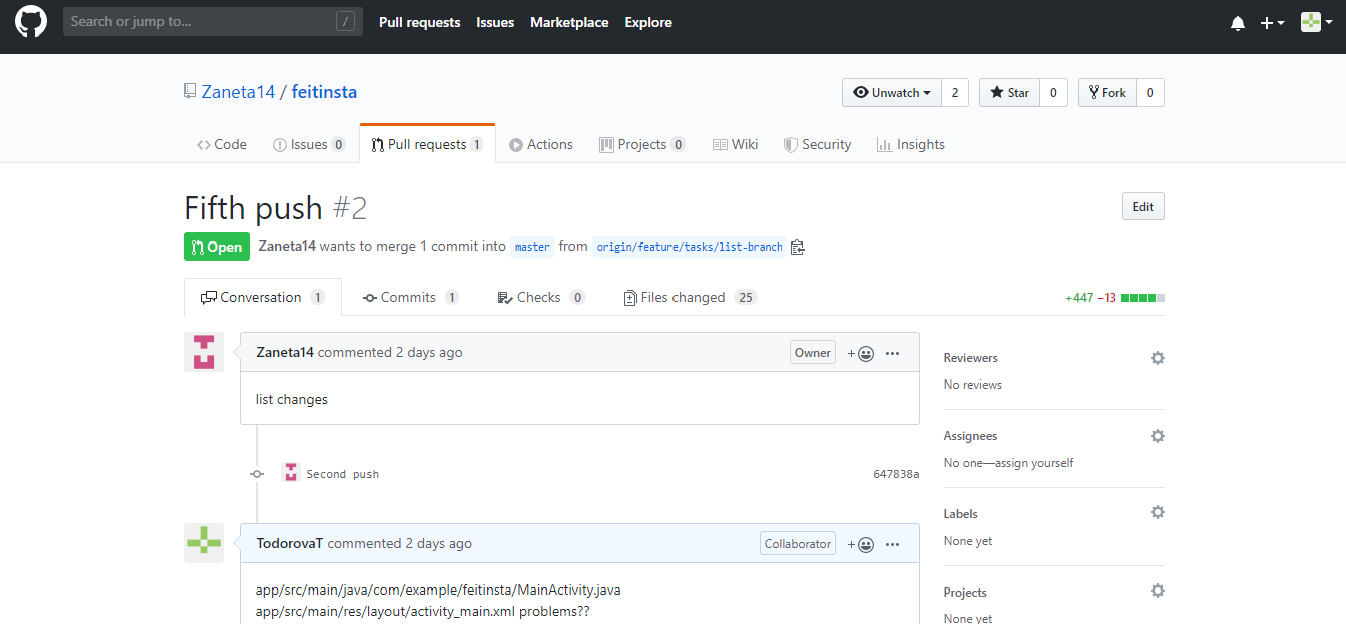 Search or jump to... /
Pull requests Issues Marketplace Explore
Zaneta14 / feitinsta
Unwatch 2 Star 0 Fork 0
Code Issues 0 Pull requests 1 Actions Projects 0 Wiki Security Insights
Fifth push #2
Edit
Open Zaneta14 wants to merge 1 commit into master from origin/feature/tasks/list-branch
Conversation 1 Commits 1 Checks 0 Files changed 25
+447 −13
Zaneta14 commented 2 days ago
Owner
list changes
Second push 647838a
TodorovaT commented 2 days ago
Collaborator
app/src/main/java/com/example/feitinsta/MainActivity.java
app/src/main/res/layout/activity_main.xml problems??
Reviewers
No reviews
Assignees
No one—assign yourself
Labels
None yet
Projects
None yet